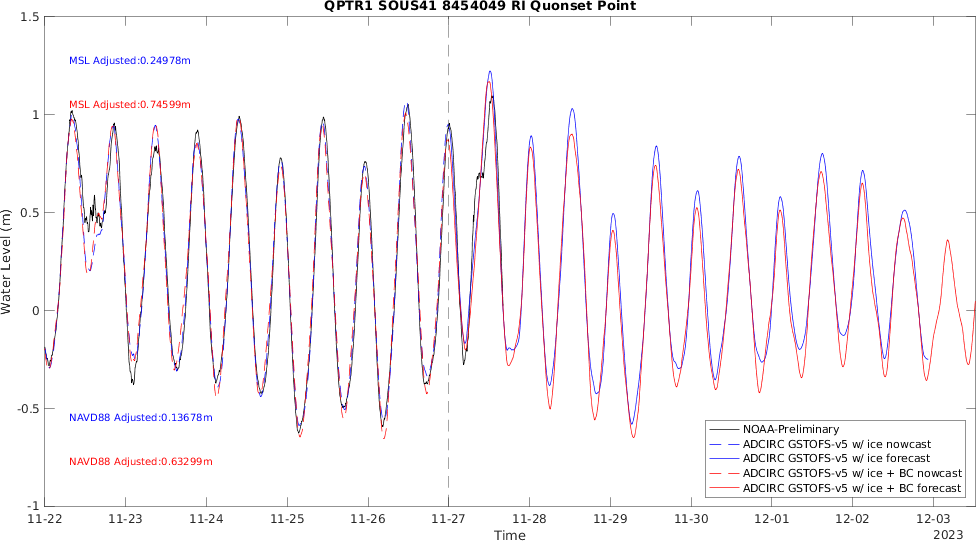 QPTR1 SOUS41 8454049 RI Quonset Point
1.5
1
0.5
0
-0.5
-1
Water Level (m)
MSL Adjusted:0.24978m
MSL Adjusted:0.74599m
NAVD88 Adjusted:0.13678m
NAVD88 Adjusted:0.63299m
NOAA-Preliminary
ADCIRC GSTOFS-v5 w/ ice nowcast
ADCIRC GSTOFS-v5 w/ ice forecast
ADCIRC GSTOFS-v5 w/ ice + BC nowcast
ADCIRC GSTOFS-v5 w/ ice + BC forecast
11-22 11-23 11-24 11-25 11-26 11-27 11-28 11-29 11-30 12-01 12-02 12-03
Time
2023